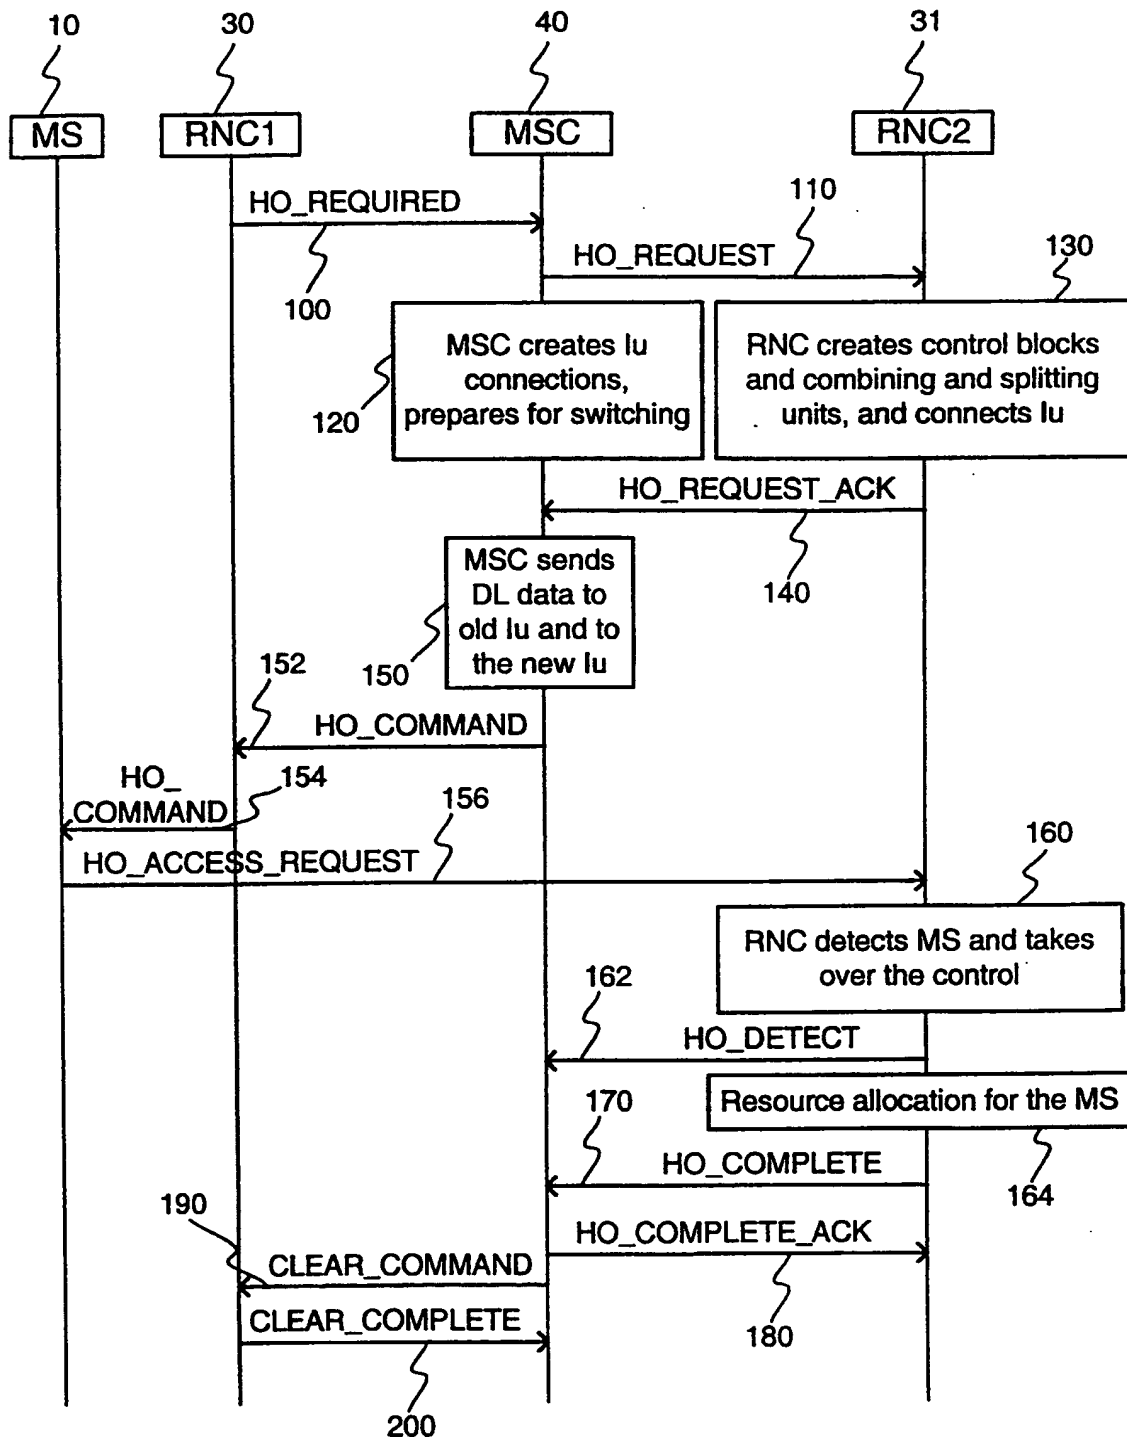 10
30
40
31
MS
RNC1
MSC
RNC2
HO_REQUIRED
110
HO_REQUEST
130
100
MSC creates Iu
connections,
prepares for switching
RNC creates control blocks
and combining and splitting
units, and connects Iu
120
HO_REQUEST_ACK
MSC sends
DL data to
old Iu and to
the new Iu
140
150
152
HO_COMMAND
HO_
COMMAND
154
156
HO_ACCESS_REQUEST
160
RNC detects MS and takes
over the control
162
HO_DETECT
Resource allocation for the MS
170
HO_COMPLETE
164
190
HO_COMPLETE_ACK
CLEAR_COMMAND
CLEAR_COMPLETE
180
200